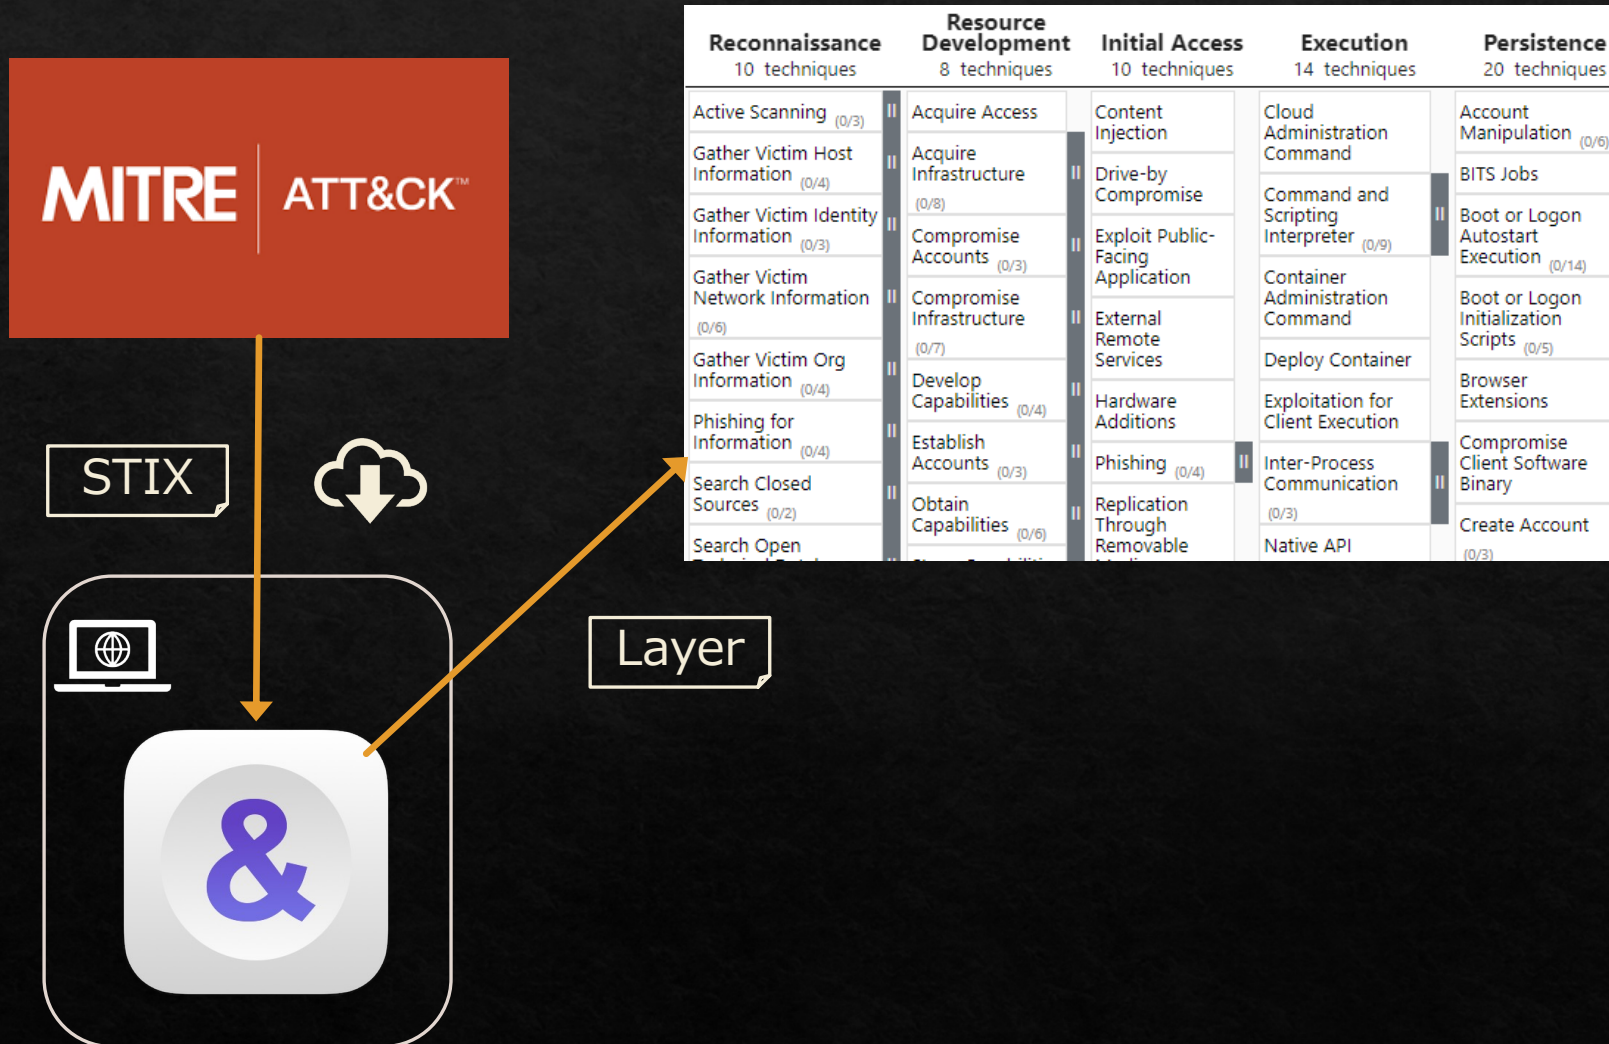 MITRE | ATT&CK™
STIX
&
Layer
Reconnaissance
10 techniques
Active Scanning (0/3)
Gather Victim Host
Information (0/4)
Gather Victim Identity
Information (0/3)
Gather Victim
Network Information
(0/6)
Gather Victim Org
Information (0/4)
Phishing for
Information (0/4)
Search Closed
Sources (0/2)
Search Open
Resource
Development
8 techniques
Acquire Access
Acquire
Infrastructure
(0/8)
Compromise
Accounts (0/3)
Compromise
Infrastructure
(0/7)
Develop
Capabilities (0/4)
Establish
Accounts (0/3)
Obtain
Capabilities (0/6)
Initial Access
10 techniques
Content
Injection
Drive-by
Compromise
Exploit Public-
Facing
Application
External
Remote
Services
Hardware
Additions
Phishing (0/4)
Replication
Through
Removable
Execution
14 techniques
Cloud
Administration
Command
Command and
Scripting
Interpreter (0/9)
Container
Administration
Command
Deploy Container
Exploitation for
Client Execution
Inter-Process
Communication
(0/3)
Native API
Persistence
20 techniques
Account
Manipulation (0/6)
BITS Jobs
Boot or Logon
Autostart
Execution (0/14)
Boot or Logon
Initialization
Scripts (0/5)
Browser
Extensions
Compromise
Client Software
Binary
Create Account
(0/3)